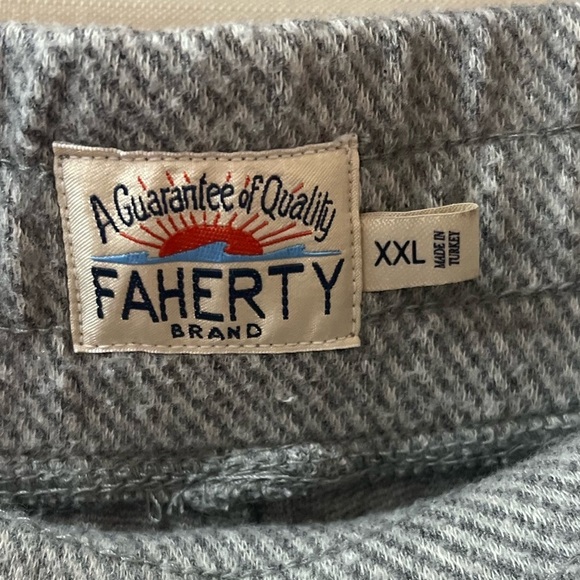 A Guarantee of Quality
FAHERTY
BRAND
XXL
MADE IN
TURKEY